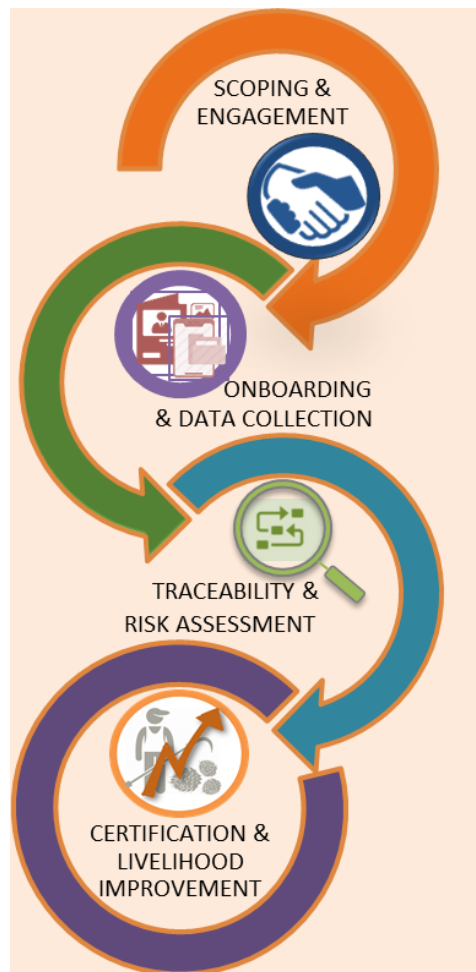 SCOPING &
ENGAGEMENT
ONBOARDING
& DATA COLLECTION
TRACEABILITY &
RISK ASSESSMENT
CERTIFICATION &
LIVELIHOOD
IMPROVEMENT